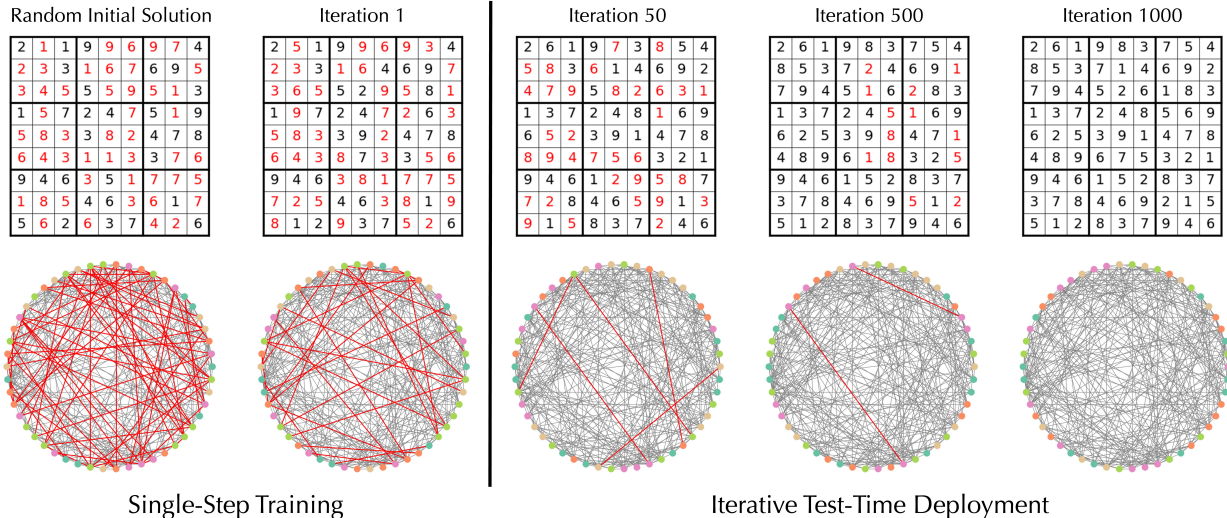 Random Initial Solution
2 1 1 9 9 6 9 7 4
2 3 3 1 6 7 6 9 5
3 4 5 5 5 9 5 1 3
1 5 7 2 4 7 5 1 9
5 8 3 3 8 2 4 7 8
6 4 3 1 1 3 3 7 6
9 4 6 3 5 1 7 7 5
1 8 5 4 6 3 6 1 7
5 6 2 6 3 7 4 2 6
Iteration 1
2 5 1 9 9 6 9 3 4
2 3 3 1 6 4 6 9 7
3 6 5 5 2 9 5 8 1
1 9 7 2 4 7 2 6 3
5 8 3 3 9 2 4 7 8
6 4 3 8 7 3 3 5 6
9 4 6 3 8 1 7 7 5
7 2 5 4 6 3 8 1 9
8 1 2 9 3 7 5 2 6
Iteration 50
2 6 1 9 7 3 8 5 4
5 8 3 6 1 4 6 9 2
4 7 9 5 8 2 6 3 1
1 3 7 2 4 8 1 6 9
6 5 2 3 9 1 4 7 8
8 9 4 7 5 6 3 2 1
9 4 6 1 2 9 5 8 7
7 2 8 4 6 5 9 1 3
9 1 5 8 3 7 2 4 6
Iteration 500
2 6 1 9 8 3 7 5 4
8 5 3 7 2 4 6 9 1
7 9 4 5 1 6 2 8 3
1 3 7 2 4 5 1 6 9
6 2 5 3 9 8 4 7 1
4 8 9 6 1 8 3 2 5
9 4 6 1 5 2 8 3 7
3 7 8 4 6 9 5 1 2
5 1 2 8 3 7 9 4 6
Iteration 1000
2 6 1 9 8 3 7 5 4
8 5 3 7 1 4 6 9 2
7 9 4 5 2 6 1 8 3
1 3 7 2 4 8 5 6 9
6 2 5 3 9 1 4 7 8
4 8 9 6 7 5 3 2 1
9 4 6 1 5 2 8 3 7
3 7 8 4 6 9 2 1 5
5 1 2 8 3 7 9 4 6
Single-Step Training
Iterative Test-Time Deployment